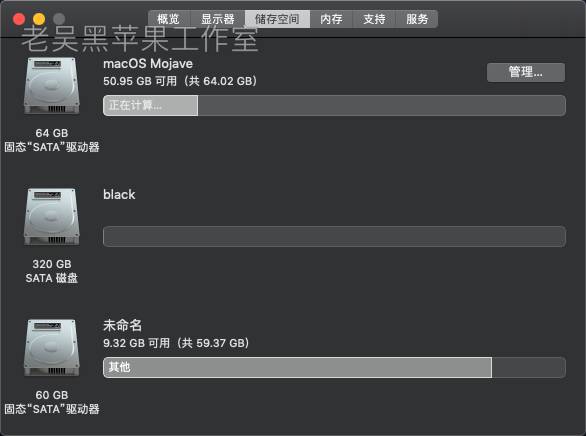 概览 显示器 储存空间 内存 支持 服务
老吴黑苹果工作室
macOS Mojave
50.95 GB 可用（共 64.02 GB）
管理...
正在计算...
64 GB
固态“SATA”驱动器
black
320 GB
SATA 磁盘
未命名
9.32 GB 可用（共 59.37 GB）
其他
60 GB
固态“SATA”驱动器